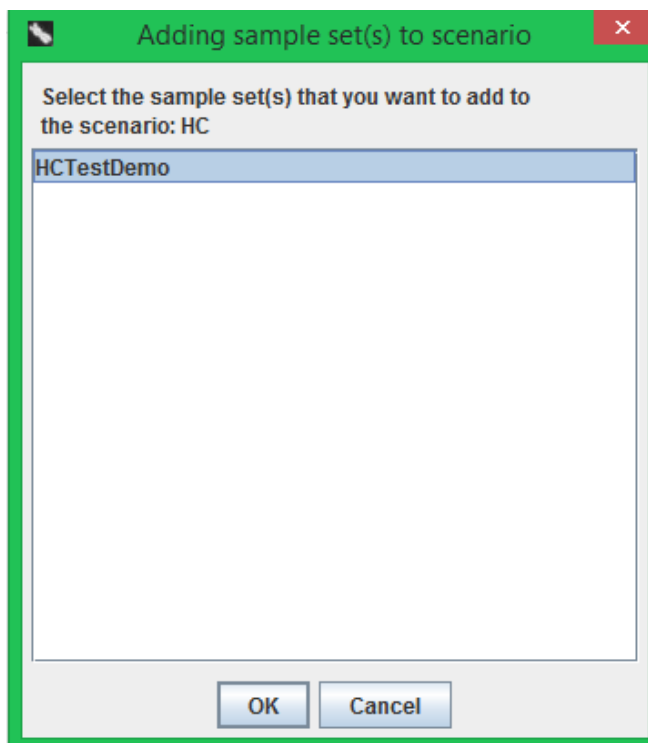 Adding sample set(s) to scenario
Select the sample set(s) that you want to add to
the scenario: HC
HCTestDemo
OK Cancel